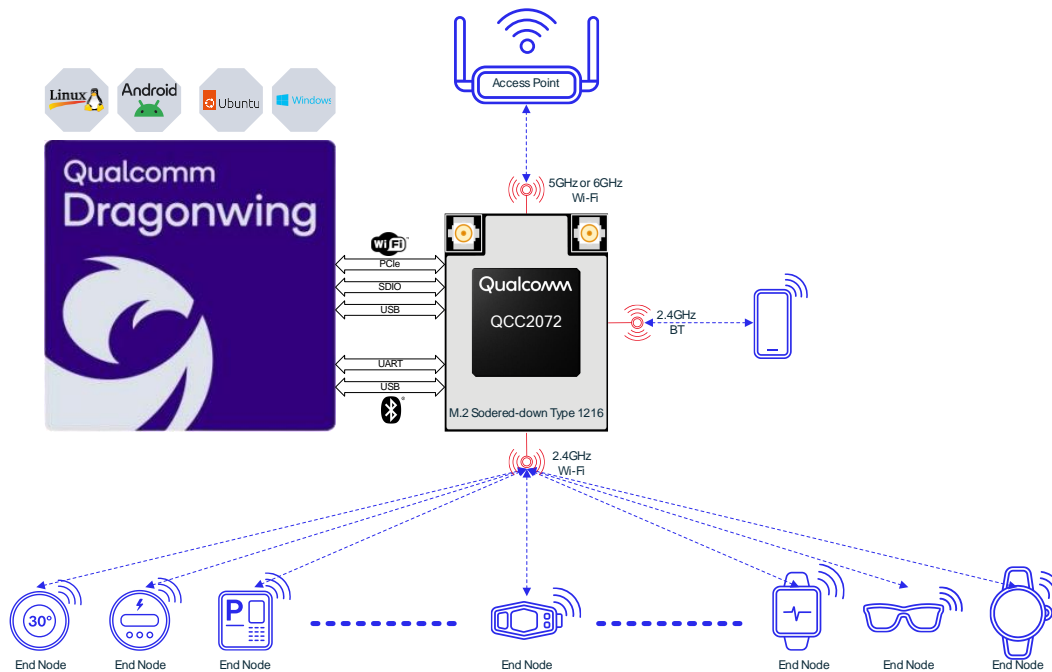 Access Point
Linux
Android
Ubuntu
Windows
Qualcomm
Dragonwing
5GHz or 6GHz
Wi-Fi
Wi Fi
PCIe
SDIO
USB
UART
USB
Qualcomm
QCC2072
M.2 Sodered-down Type 1216
2.4GHz
BT
2.4GHz
Wi-Fi
30°
P
End Node
End Node
End Node
End Node
End Node
End Node
End Node